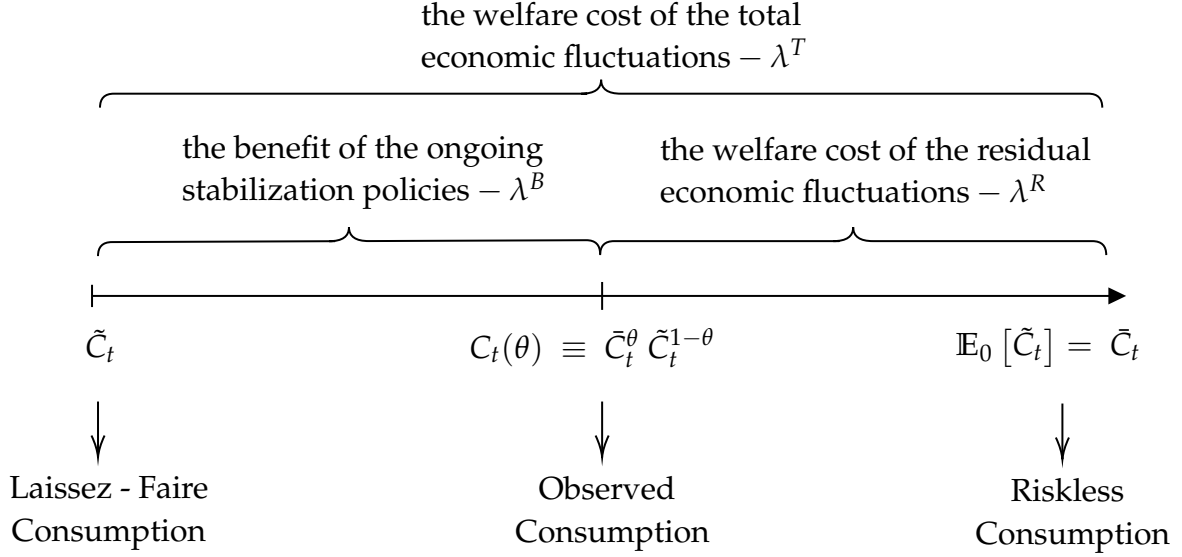 the welfare cost of the total
economic fluctuations − λ^T
the benefit of the ongoing
stabilization policies − λ^B
the welfare cost of the residual
economic fluctuations − λ^R
C̃_t
C_t(θ) ≡ C̄_t^θ C̃_t^{1−θ}
𝔼_0 [C̃_t] = C̄_t
Laissez - Faire
Consumption
Observed
Consumption
Riskless
Consumption